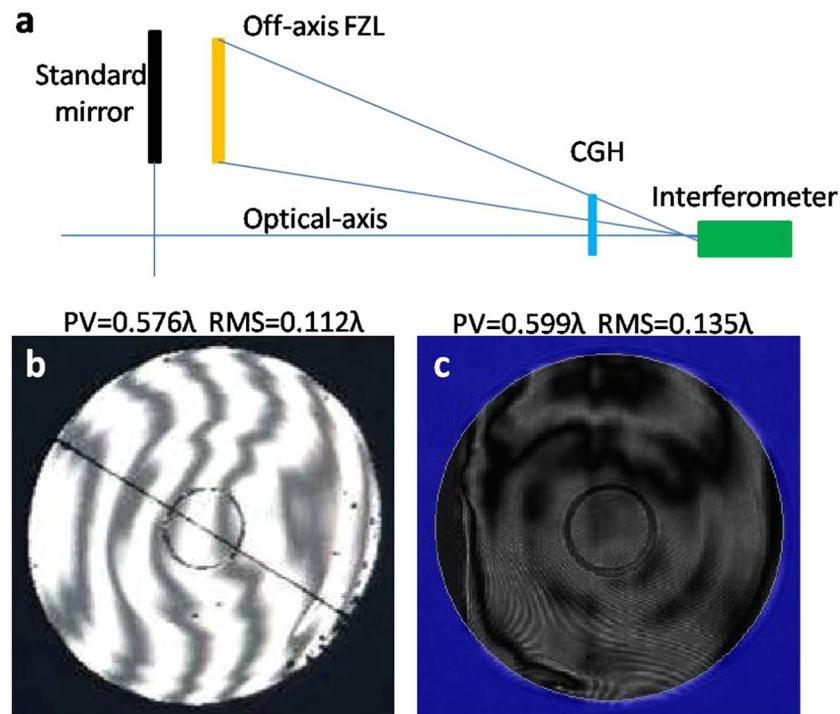 a
Off-axis FZL
Standard
mirror
CGH
Interferometer
Optical-axis
PV=0.576λ RMS=0.112λ
PV=0.599λ RMS=0.135λ
b
c